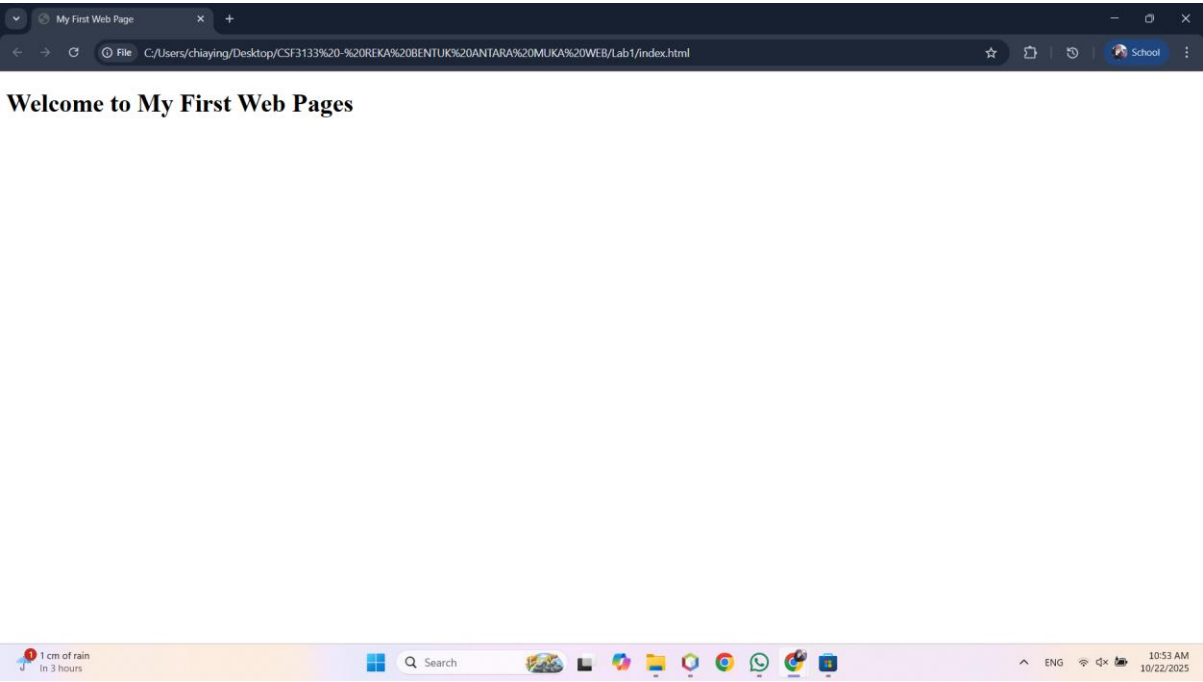 My First Web Page
File C:/Users/chiaying/Desktop/CSF3133%20-%20REKA%20BENTUK%20ANTARA%20MUKA%20WEB/Lab1/index.html
School
Welcome to My First Web Pages
1
1 cm of rain
In 3 hours
Search
ENG
10:53 AM
10/22/2025